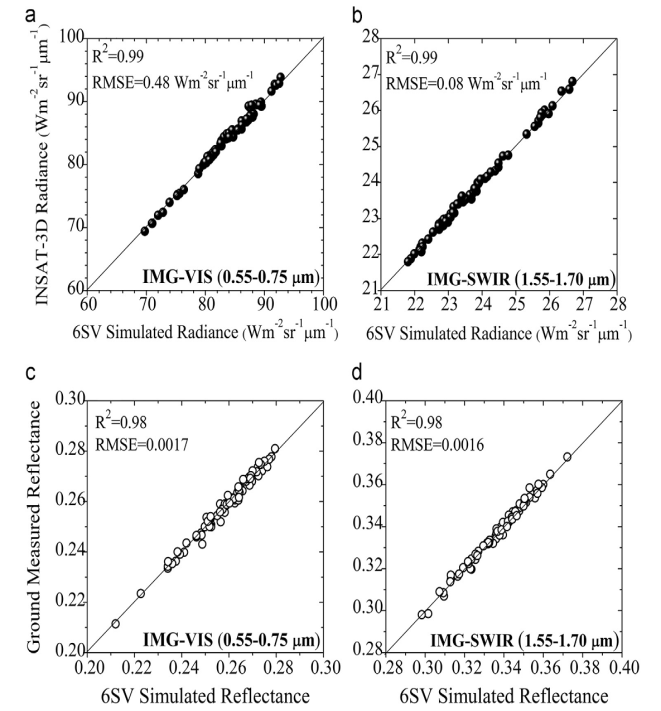 a
b
INSAT-3D Radiance (Wm⁻²sr⁻¹μm⁻¹)
100
90
80
70
60
R²=0.99
RMSE=0.48 Wm⁻²sr⁻¹μm⁻¹
IMG-VIS (0.55-0.75 μm)
60 70 80 90 100
6SV Simulated Radiance (Wm⁻²sr⁻¹μm⁻¹)
28
27
26
25
24
23
22
21
R²=0.99
RMSE=0.08 Wm⁻²sr⁻¹μm⁻¹
IMG-SWIR (1.55-1.70 μm)
21 22 23 24 25 26 27 28
6SV Simulated Radiance (Wm⁻²sr⁻¹μm⁻¹)
c
d
Ground Measured Reflectance
0.30
0.28
0.26
0.24
0.22
0.20
R²=0.98
RMSE=0.0017
IMG-VIS (0.55-0.75 μm)
0.20 0.22 0.24 0.26 0.28 0.30
6SV Simulated Reflectance
0.40
0.38
0.36
0.34
0.32
0.30
0.28
R²=0.98
RMSE=0.0016
IMG-SWIR (1.55-1.70 μm)
0.28 0.30 0.32 0.34 0.36 0.38 0.40
6SV Simulated Reflectance